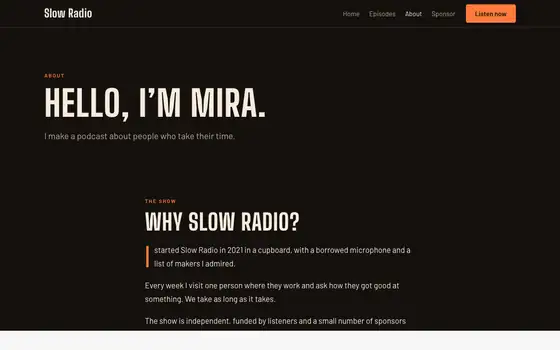 Slow Radio
Home Episodes About Sponsor Listen now
ABOUT
HELLO, I'M MIRA.
I make a podcast about people who take their time.
THE SHOW
WHY SLOW RADIO?
started Slow Radio in 2021 in a cupboard, with a borrowed microphone and a
list of makers I admired.
Every week I visit one person where they work and ask how they got good at
something. We take as long as it takes.
The show is independent, funded by listeners and a small number of sponsors